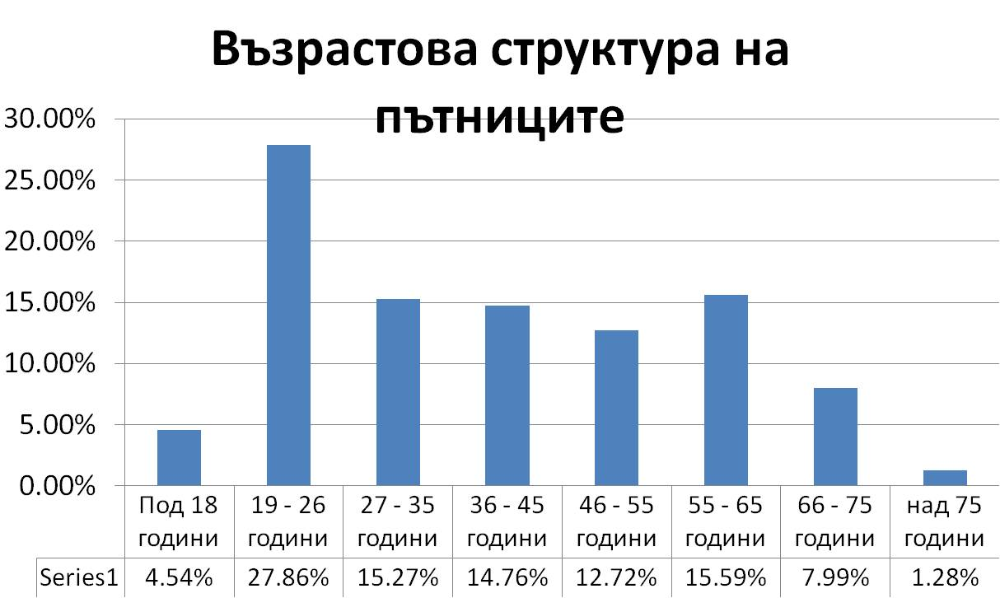 Възрастова структура на
пътниците
30.00%
25.00%
20.00%
15.00%
10.00%
5.00%
0.00%
Под 18 години
19 - 26 години
27 - 35 години
36 - 45 години
46 - 55 години
55 - 65 години
66 - 75 години
над 75 години
Series1 4.54% 27.86% 15.27% 14.76% 12.72% 15.59% 7.99% 1.28%